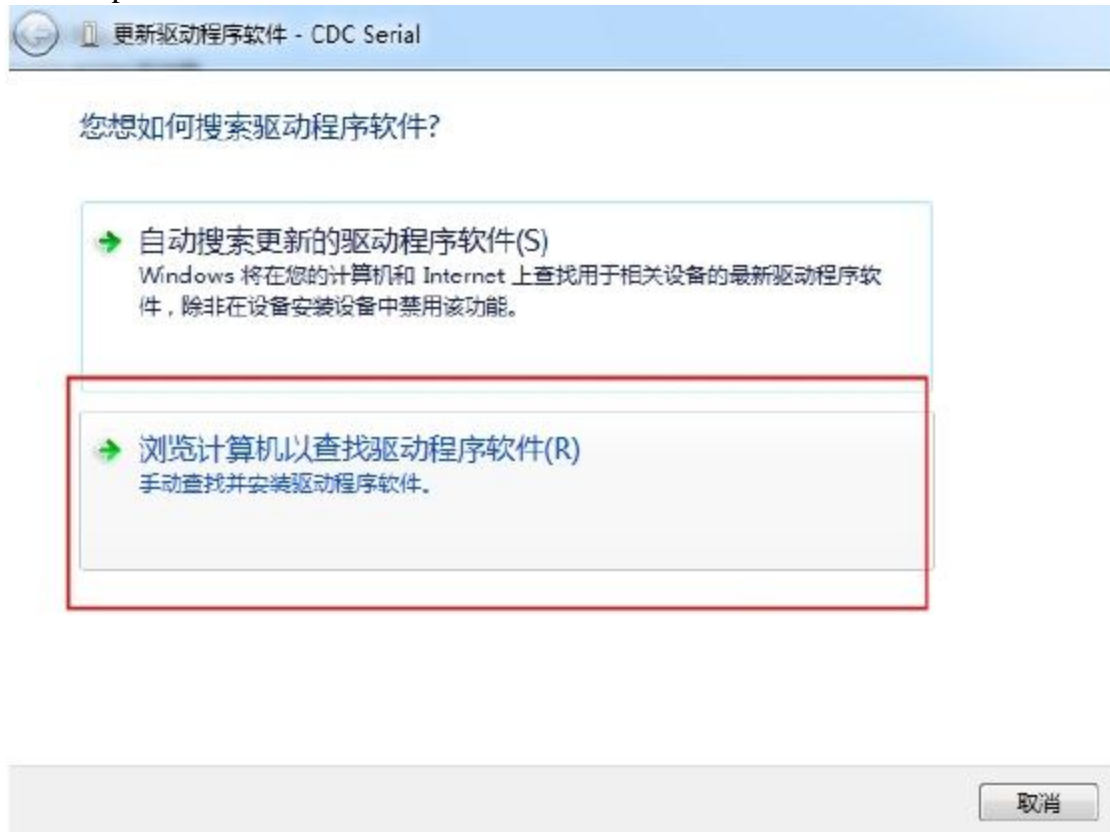 更新驱动程序软件 - CDC Serial
您想如何搜索驱动程序软件?
自动搜索更新的驱动程序软件(S)
Windows 将在您的计算机和 Internet 上查找用于相关设备的最新驱动程序软
件，除非在设备安装设备中禁用该功能。
浏览计算机以查找驱动程序软件(R)
手动查找并安装驱动程序软件。
取消